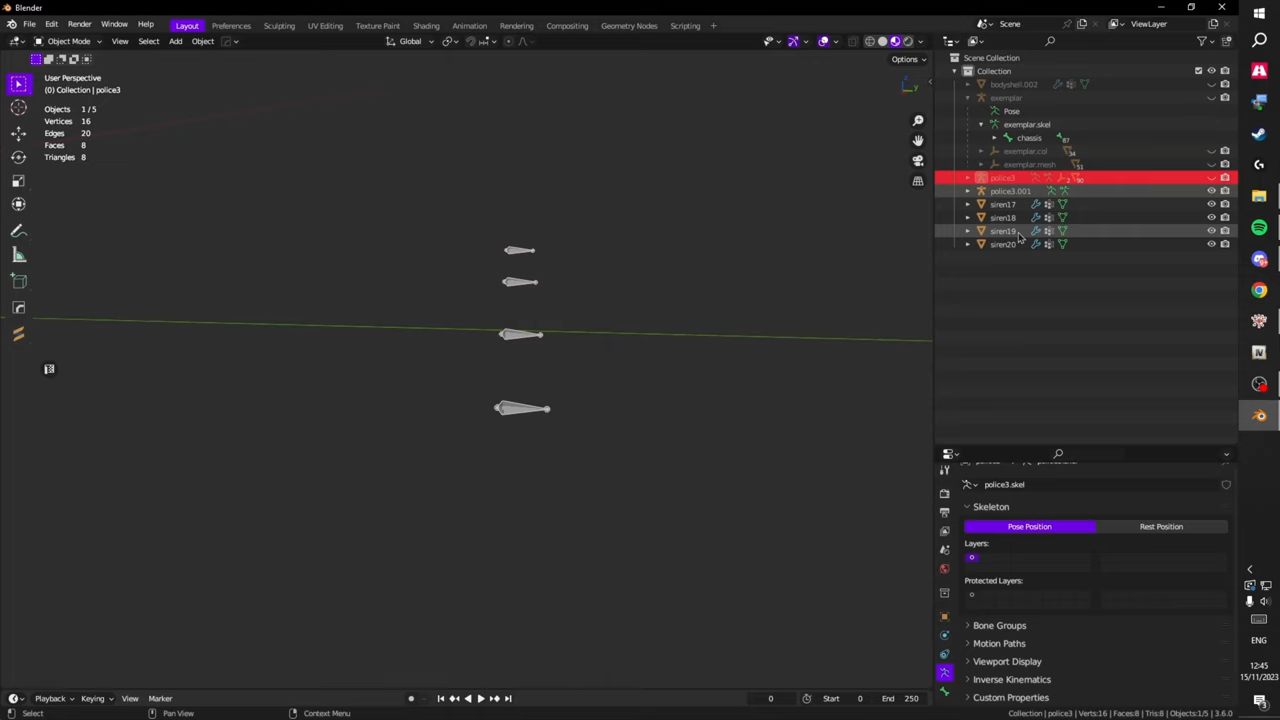 Blender
File Edit Render Window Help Layout Preferences Sculpting UV Editing Texture Paint Shading Animation Rendering Compositing Geometry Nodes Scripting Scene ViewLayer
Object Mode View Select Add Object Global
Options
User Perspective
(0) Collection | police3
Objects 1 / 5
Vertices 16
Edges 20
Faces 8
Triangles 8
Scene Collection
Collection
bodyshell.002
exemplar
Pose
exemplar.skel
chassis 87
exemplar.col 34
exemplar.mesh 51
police3 2 90
police3.001
siren17
siren18
siren19
siren20
police3.skel
Skeleton
Pose Position Rest Position
Layers:
Protected Layers:
Bone Groups
Motion Paths
Viewport Display
Inverse Kinematics
Custom Properties
Playback Keying View Marker 0 Start 0 End 250
Select Pan View Context Menu Collection | police3 | Verts:16 | Faces:8 | Tris:8 | Objects:1/5 | 3.6.0
ENG
12:45
15/11/2023